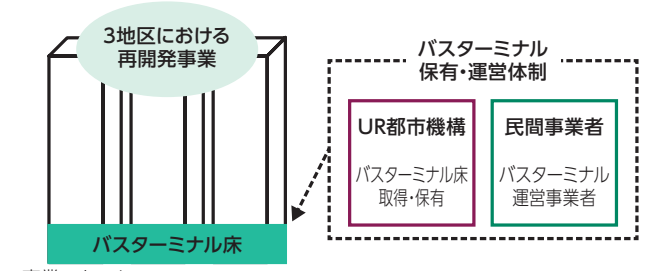 3地区における
再開発事業
バスターミナル
保有・運営体制
UR都市機構
バスターミナル床
取得・保有
民間事業者
バスターミナル
運営事業者
バスターミナル床